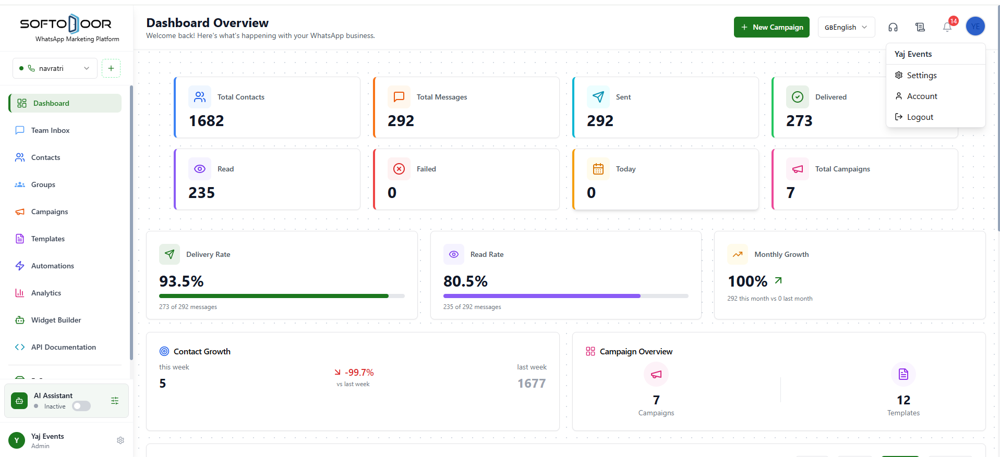 SOFTODOOR
WhatsApp Marketing Platform
navratri
Dashboard
Team Inbox
Contacts
Groups
Campaigns
Templates
Automations
Analytics
Widget Builder
API Documentation
AI Assistant
Inactive
Y
Yaj Events
Admin
Dashboard Overview
Welcome back! Here's what's happening with your WhatsApp business.
New Campaign
GBEnglish
14
YE
Yaj Events
Settings
Account
Logout
Total Contacts
1682
Total Messages
292
Sent
292
Delivered
273
Read
235
Failed
0
Today
0
Total Campaigns
7
Delivery Rate
93.5%
273 of 292 messages
Read Rate
80.5%
235 of 292 messages
Monthly Growth
100%
292 this month vs 0 last month
Contact Growth
this week
5
-99.7%
vs last week
last week
1677
Campaign Overview
7
Campaigns
12
Templates